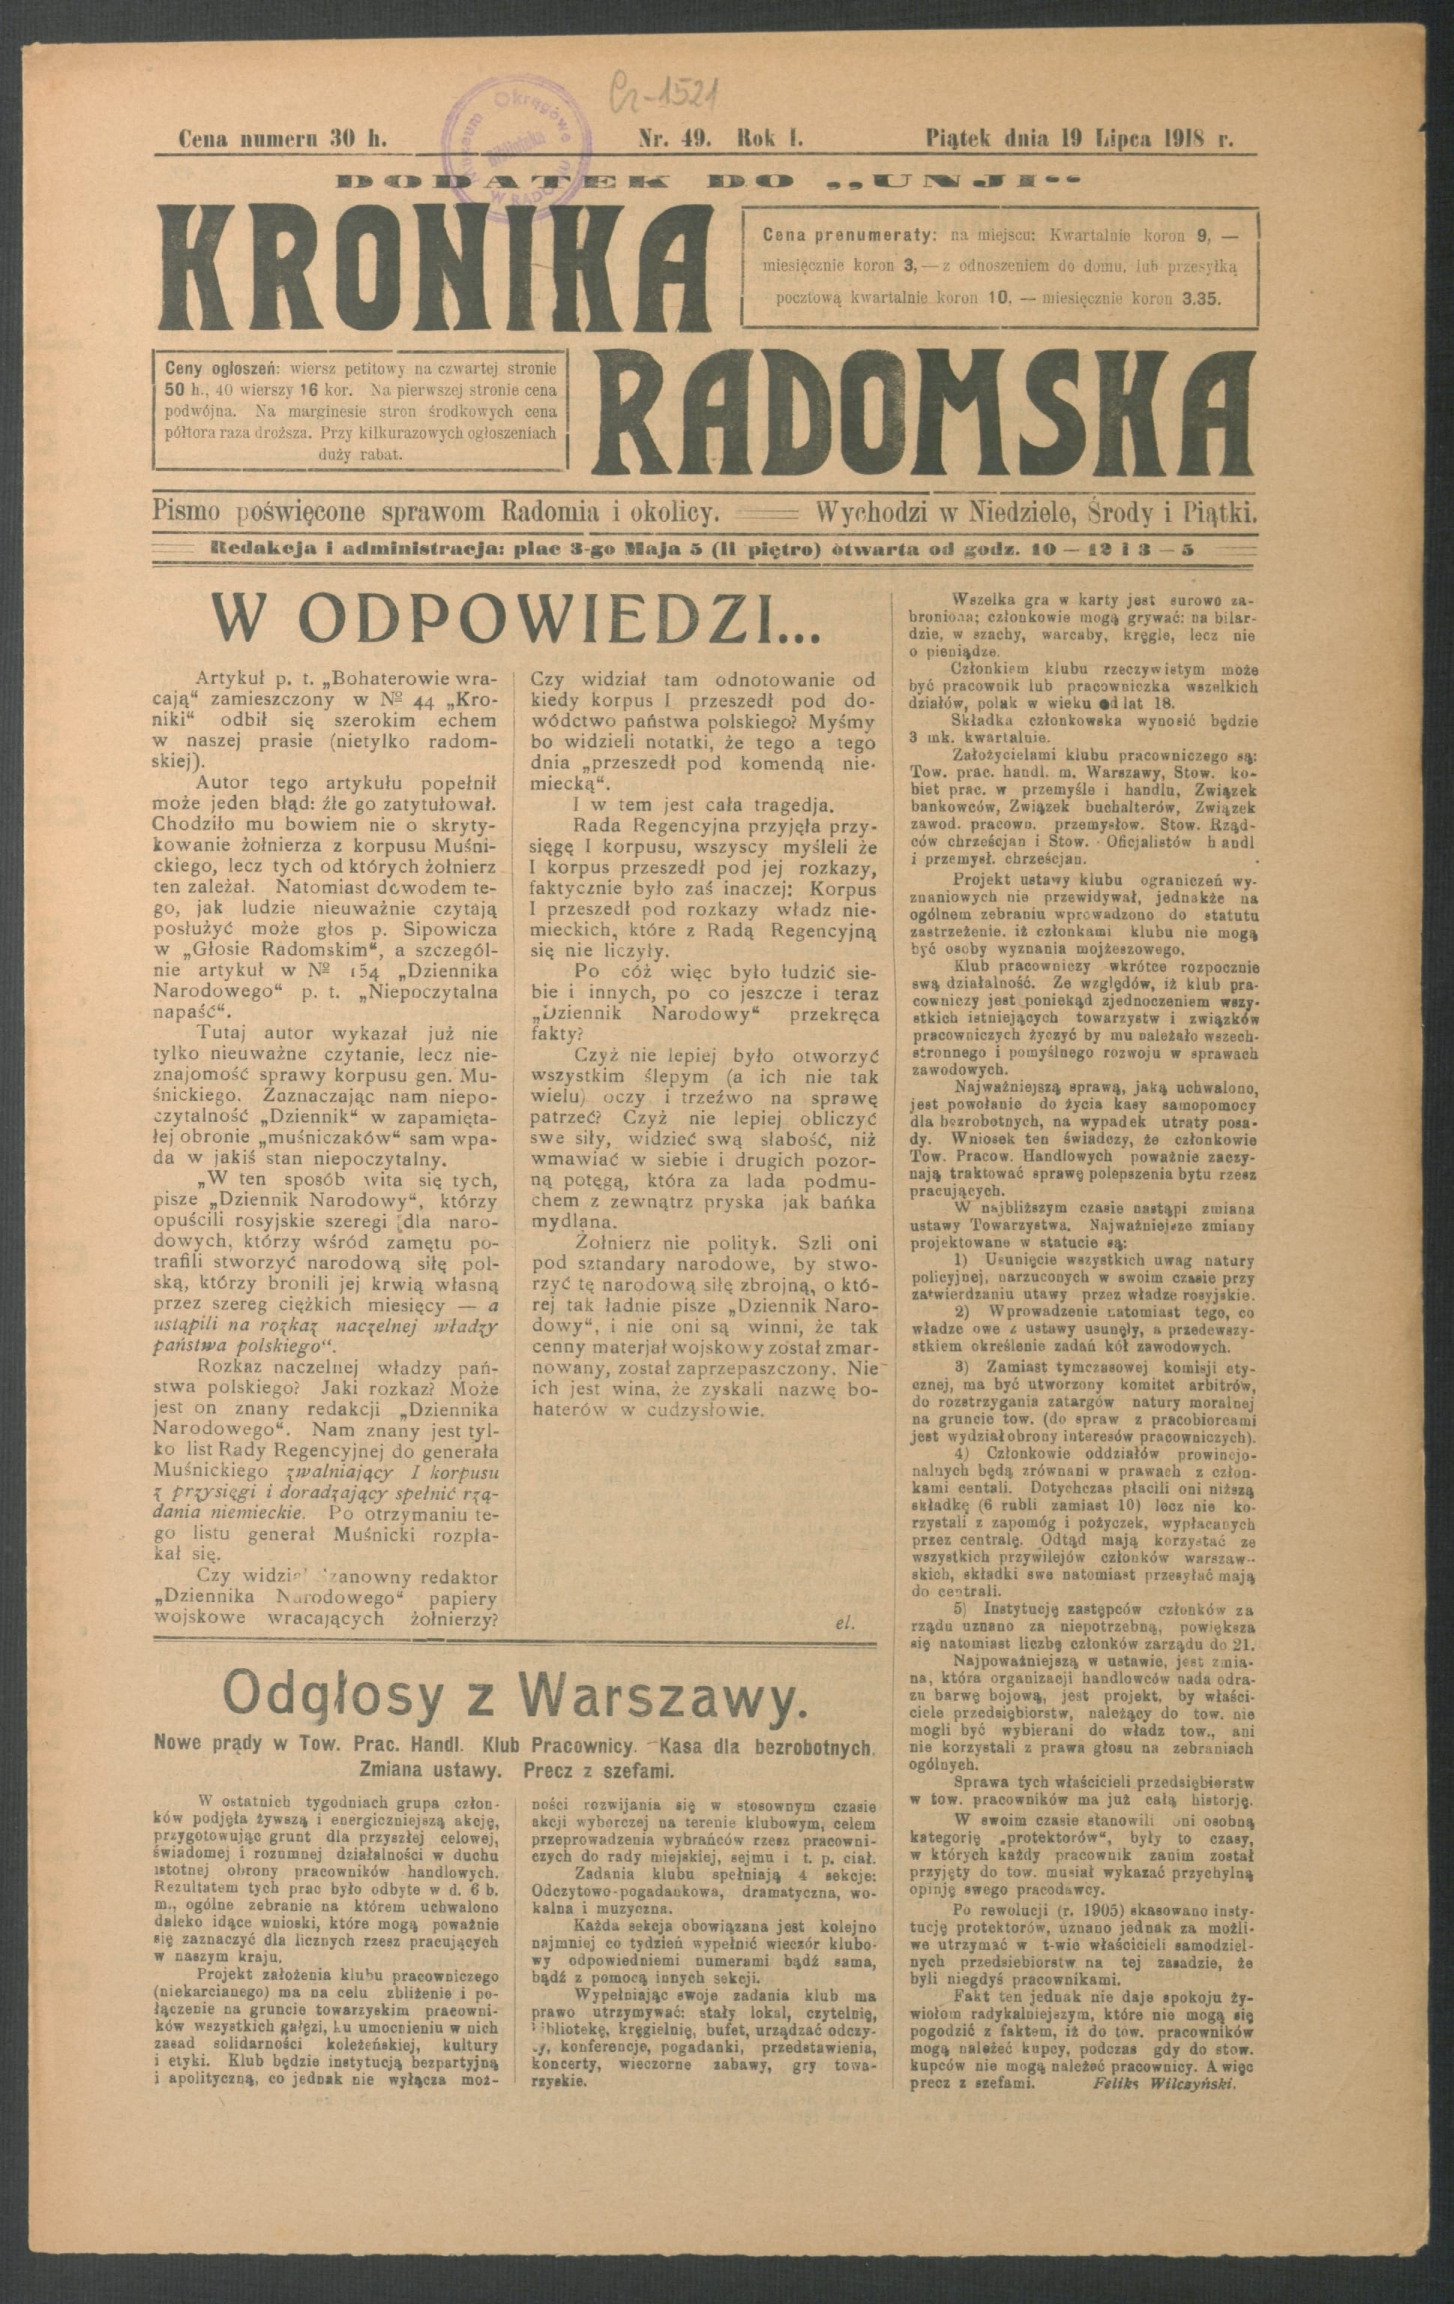 Cz-1521
Muzeum Okręgowe
Biblioteka
W RADOMIU
Cena numeru 30 h.
Nr. 49. Rok I.
Piątek dnia 19 Lipca 1918 r.
DODATEK DO „UNJI"
KRONIKA
Cena prenumeraty: na miejscu: Kwartalnie koron 9, —
miesięcznie koron 3, — z odnoszeniem do domu, lub przesyłką
pocztową kwartalnie koron 10, — miesięcznie koron 3.35.
Ceny ogłoszeń: wiersz petitowy na czwartej stronie
50 h., 40 wierszy 16 kor. Na pierwszej stronie cena
podwójna. Na marginesie stron środkowych cena
półtora raza droższa. Przy kilkurazowych ogłoszeniach
duży rabat.
RADOMSKA
Pismo poświęcone sprawom Radomia i okolicy.
Wychodzi w Niedziele, Środy i Piątki.
Redakcja i administracja: plac 3-go Maja 5 (II piętro) otwarta od godz. 10 — 12 i 3 — 5
W ODPOWIEDZI...
Artykuł p. t. „Bohaterowie wra-
cają" zamieszczony w № 44 „Kro-
niki" odbił się szerokim echem
w naszej prasie (nietylko radom-
skiej).
Autor tego artykułu popełnił
może jeden błąd: źle go zatytułował.
Chodziło mu bowiem nie o skryty-
kowanie żołnierza z korpusu Muśni-
ckiego, lecz tych od których żołnierz
ten zależał. Natomiast dowodem te-
go, jak ludzie nieuważnie czytają
posłużyć może głos p. Sipowicza
w „Głosie Radomskim", a szczegól-
nie artykuł w № 154 „Dziennika
Narodowego" p. t. „Niepoczytalna
napaść".
Tutaj autor wykazał już nie
tylko nieuważne czytanie, lecz nie-
znajomość sprawy korpusu gen. Mu-
śnickiego. Zaznaczając nam niepo-
czytalność „Dziennik" w zapamięta-
łej obronie „muśniczaków" sam wpa-
da w jakiś stan niepoczytalny.
„W ten sposób wita się tych,
pisze „Dziennik Narodowy", którzy
opuścili rosyjskie szeregi dla naro-
dowych, którzy wśród zamętu po-
trafili stworzyć narodową siłę pol-
ską, którzy bronili jej krwią własną
przez szereg ciężkich miesięcy — a
ustąpili na rozkaz naczelnej władzy
państwa polskiego".
Rozkaz naczelnej władzy pań-
stwa polskiego? Jaki rozkaz? Może
jest on znany redakcji „Dziennika
Narodowego". Nam znany jest tyl-
ko list Rady Regencyjnej do generała
Muśnickiego zwalniający I korpusu
z przysięgi i doradzający spełnić żą-
dania niemieckie. Po otrzymaniu te-
go listu generał Muśnicki rozpła-
kał się.
Czy widział Szanowny redaktor
„Dziennika Narodowego" papiery
wojskowe wracających żołnierzy?
Czy widział tam odnotowanie od
kiedy korpus I przeszedł pod do-
wództwo państwa polskiego? Myśmy
bo widzieli notatki, że tego a tego
dnia „przeszedł pod komendą nie-
miecką".
I w tem jest cała tragedja.
Rada Regencyjna przyjęła przy-
sięgę I korpusu, wszyscy myśleli że
I korpus przeszedł pod jej rozkazy,
faktycznie było zaś inaczej: Korpus
I przeszedł pod rozkazy władz nie-
mieckich, które z Radą Regencyjną
się nie liczyły.
Po cóż więc było łudzić sie-
bie i innych, po co jeszcze i teraz
„Dziennik Narodowy" przekręca
fakty?
Czyż nie lepiej było otworzyć
wszystkim ślepym (a ich nie tak
wielu) oczy i trzeźwo na sprawę
patrzeć? Czyż nie lepiej obliczyć
swe siły, widzieć swą słabość, niż
wmawiać w siebie i drugich pozor-
ną potęgą, która za lada podmu-
chem z zewnątrz pryska jak bańka
mydlana.
Żołnierz nie polityk. Szli oni
pod sztandary narodowe, by stwo-
rzyć tę narodową siłę zbrojną, o któ-
rej tak ładnie pisze „Dziennik Naro-
dowy", i nie oni są winni, że tak
cenny materjał wojskowy został zmar-
nowany, został zaprzepaszczony. Nie
ich jest wina, że zyskali nazwę bo-
haterów w cudzysłowie.
el.
Odgłosy z Warszawy.
Nowe prądy w Tow. Prac. Handl. Klub Pracownicy. Kasa dla bezrobotnych.
Zmiana ustawy. Precz z szefami.
W ostatnich tygodniach grupa człon-
ków podjęła żywszą i energiczniejszą akcję,
przygotowując grunt dla przyszłej celowej,
świadomej i rozumnej działalności w duchu
istotnej obrony pracowników handlowych.
Rezultatem tych prac było odbyte w d. 6 b.
m., ogólne zebranie na którem uchwalono
daleko idące wnioski, które mogą poważnie
się zaznaczyć dla licznych rzesz pracujących
w naszym kraju.
Projekt założenia klubu pracowniczego
(niekarcianego) ma na celu zbliżenie i po-
łączenie na gruncie towarzyskim pracowni-
ków wszystkich gałęzi, ku umocnieniu w nich
zasad solidarności koleżeńskiej, kultury
i etyki. Klub będzie instytucją bezpartyjną
i apolityczną, co jednak nie wyłącza moż-
ności rozwijania się w stosownym czasie
akcji wyborczej na terenie klubowym, celem
przeprowadzenia wybrańców rzesz pracowni-
czych do rady miejskiej, sejmu i t. p. ciał.
Zadania klubu spełniają 4 sekcje:
Odczytowo-pogadankowa, dramatyczna, wo-
kalna i muzyczna.
Każda sekcja obowiązana jest kolejno
najmniej co tydzień wypełnić wieczór klubo-
wy odpowiedniemi numerami bądź sama,
bądź z pomocą innych sekcji.
Wypełniając swoje zadania klub ma
prawo utrzymywać: stały lokal, czytelnię,
bibliotekę, kręgielnię, bufet, urządzać odczy-
ty, konferencje, pogadanki, przedstawienia,
koncerty, wieczorne zabawy, gry towa-
rzyskie.
Wszelka gra w karty jest surowo za-
broniona; członkowie mogą grywać: na bilar-
dzie, w szachy, warcaby, kręgle, lecz nie
o pieniądze.
Członkiem klubu rzeczywistym może
być pracownik lub pracowniczka wszelkich
działów, polak w wieku od lat 18.
Składka członkowska wynosić będzie
3 mk. kwartalnie.
Założycielami klubu pracowniczego są:
Tow. prac. handl. m. Warszawy, Stow. ko-
biet prac. w przemyśle i handlu, Związek
bankowców, Związek buchalterów, Związek
zawod. pracown. przemysłow. Stow. Rząd-
ców chrześcjan i Stow. Oficjalistów handl
i przemysł. chrześcjan.
Projekt ustawy klubu ograniczeń wy-
znaniowych nie przewidywał, jednakże na
ogólnem zebraniu wprowadzono do statutu
zastrzeżenie. iż członkami klubu nie mogą
być osoby wyznania mojżeszowego.
Klub pracowniczy wkrótce rozpocznie
swą działalność. Ze względów, iż klub pra-
cowniczy jest poniekąd zjednoczeniem wszy-
stkich istniejących towarzystw i związków
pracowniczych życzyć by mu należało wszech-
stronnego i pomyślnego rozwoju w sprawach
zawodowych.
Najważniejszą sprawą, jaką uchwalono,
jest powołanie do życia kasy samopomocy
dla bezrobotnych, na wypadek utraty posa-
dy. Wniosek ten świadczy, że członkowie
Tow. Pracow. Handlowych poważnie zaczy-
nają traktować sprawę polepszenia bytu rzesz
pracujących.
W najbliższym czasie nastąpi zmiana
ustawy Towarzystwa. Najważniejsze zmiany
projektowane w statucie są:
1) Usunięcie wszystkich uwag natury
policyjnej, narzuconych w swoim czasie przy
zatwierdzaniu utawy przez władze rosyjskie.
2) Wprowadzenie natomiast tego, co
władze owe z ustawy usunęły, a przedewszy-
stkiem określenie zadań kół zawodowych.
3) Zamiast tymczasowej komisji ety-
cznej, ma być utworzony komitet arbitrów,
do rozstrzygania zatargów natury moralnej
na gruncie tow. (do spraw z pracobiorcami
jest wydział obrony interesów pracowniczych).
4) Członkowie oddziałów prowincjo-
nalnych będą zrównani w prawach z człon-
kami centali. Dotychczas płacili oni niższą
składkę (6 rubli zamiast 10) lecz nie ko-
rzystali z zapomóg i pożyczek, wypłacanych
przez centralę. Odtąd mają korzystać ze
wszystkich przywilejów członków warszaw-
skich, składki swe natomiast przesyłać mają
do centrali.
5) Instytucję zastępców członków za
rządu uznano za niepotrzebną, powiększa
się natomiast liczbę członków zarządu do 21.
Najpoważniejszą w ustawie, jest zmia-
na, która organizacji handlowców nada odra-
zu barwę bojową, jest projekt, by właści-
ciele przedsiębiorstw, należący do tow. nie
mogli być wybierani do władz tow., ani
nie korzystali z prawa głosu na zebraniach
ogólnych.
Sprawa tych właścicieli przedsiębiorstw
w tow. pracowników ma już całą historję.
W swoim czasie stanowili oni osobną
kategorię „protektorów", były to czasy,
w których każdy pracownik zanim został
przyjęty do tow. musiał wykazać przychylną
opinję swego pracodawcy.
Po rewolucji (r. 1905) skasowano insty-
tucję protektorów, uznano jednak za możli-
we utrzymać w t-wie właścicieli samodziel-
nych przedsiebiorstw na tej zasadzie, że
byli niegdyś pracownikami.
Fakt ten jednak nie daje spokoju ży-
wiołom radykalniejszym, które nie mogą się
pogodzić z faktem, iż do tow. pracowników
mogą należeć kupcy, podczas gdy do stow.
kupców nie mogą należeć pracownicy. A więc
precz z szefami. Feliks Wilczyński.